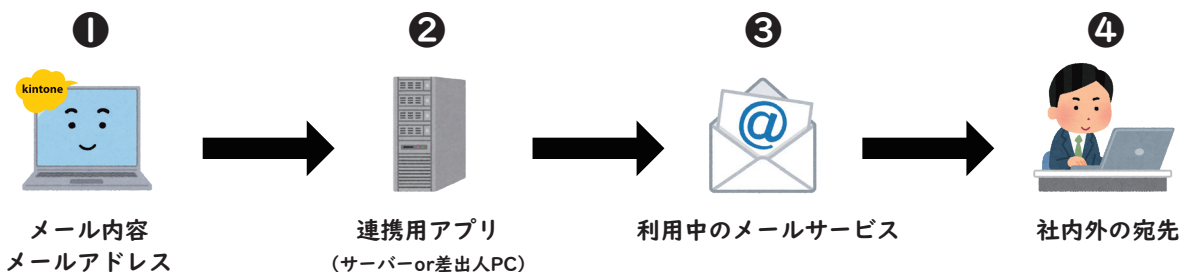 ❶
❷
❸
❹
kintone
メール内容
メールアドレス
連携用アプリ
(サーバーor差出人PC)
利用中のメールサービス
社内外の宛先